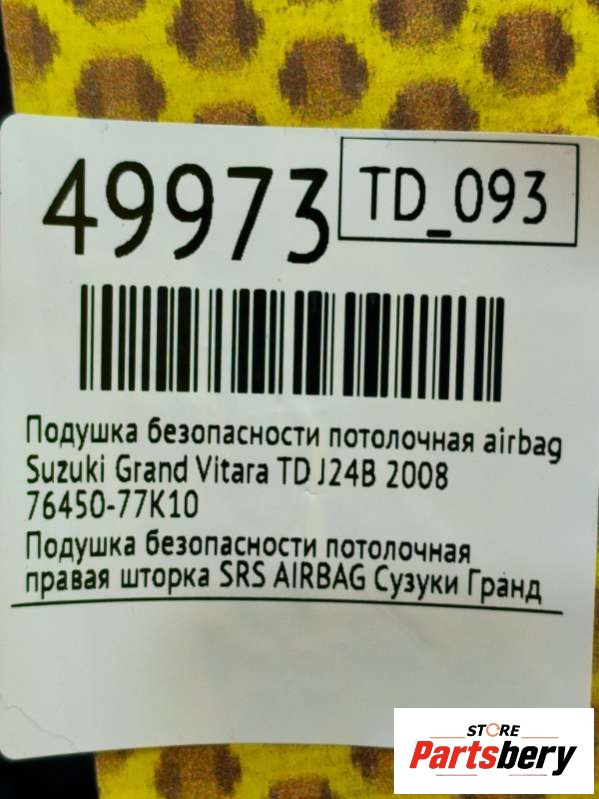 49973 TD_093
Подушка безопасности потолочная airbag
Suzuki Grand Vitara TD J24B 2008
76450-77K10
Подушка безопасности потолочная
правая шторка SRS AIRBAG Сузуки Гранд
STORE
Partsbery